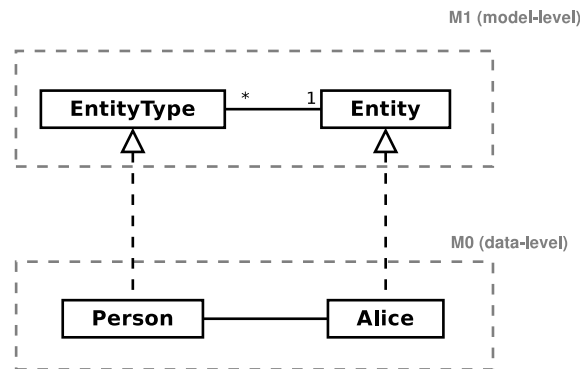 M1 (model-level)
* 1
EntityType Entity
M0 (data-level)
Person Alice